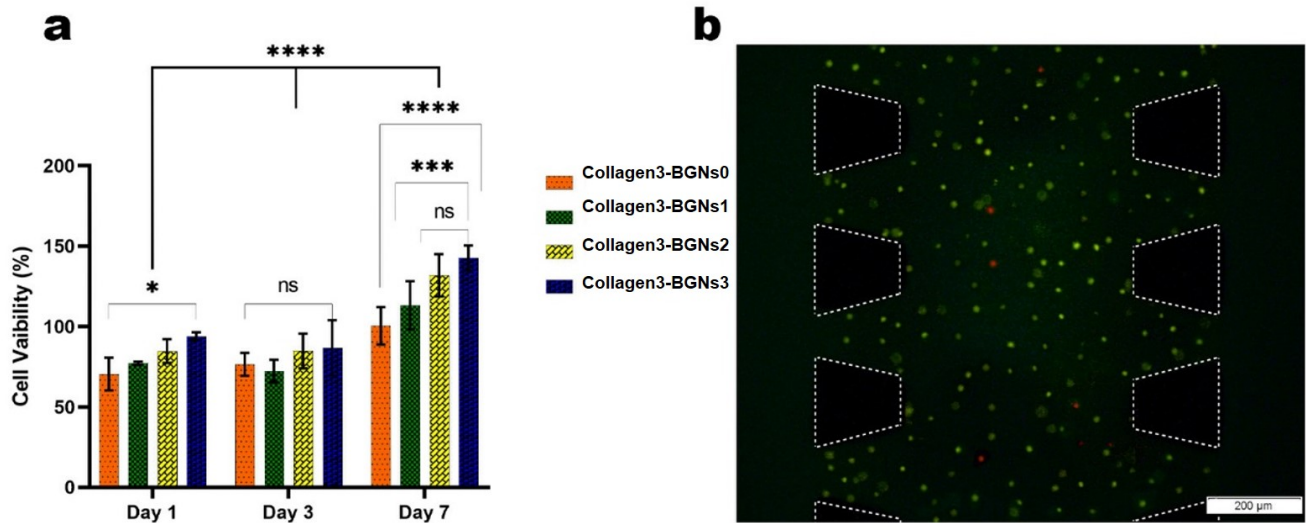 a
****
****
200
***
150
ns
100
*
ns
50
0
Cell Vaibility (%)
Day 1
Day 3
Day 7
Collagen3-BGNs0
Collagen3-BGNs1
Collagen3-BGNs2
Collagen3-BGNs3
b
200 µm